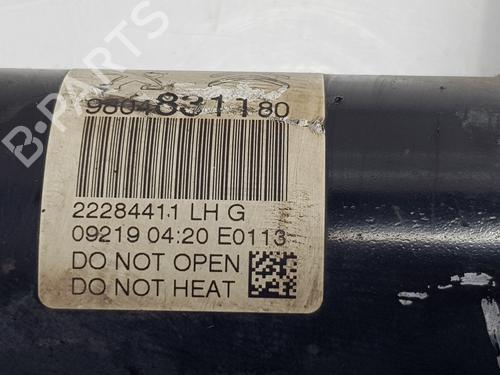 9804831180
22284411 LH G
09219 04:20 E0113
DO NOT OPEN
DO NOT HEAT
B-PARTS